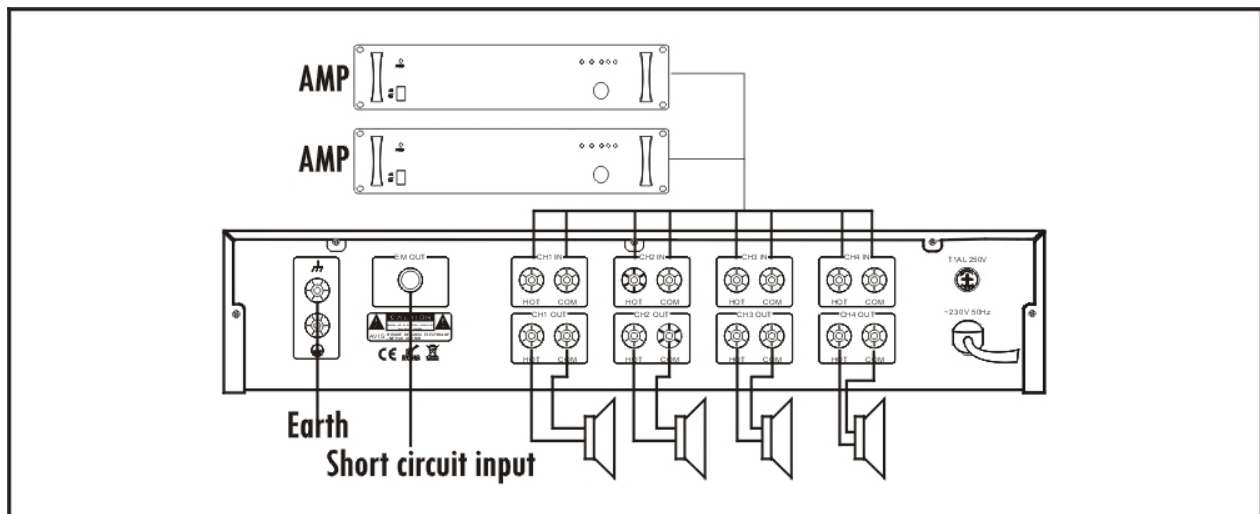 AMP
AMP
EM OUT
CH1 IN
CH2 IN
CH3 IN
CH4 IN
T1AL 250V
HOT COM
HOT COM
HOT COM
HOT COM
CH1 OUT
CH2 OUT
CH3 OUT
CH4 OUT
~230V 50Hz
CAUTION
AVIS
CE
HOT COM
HOT COM
HOT COM
HOT COM
Earth
Short circuit input